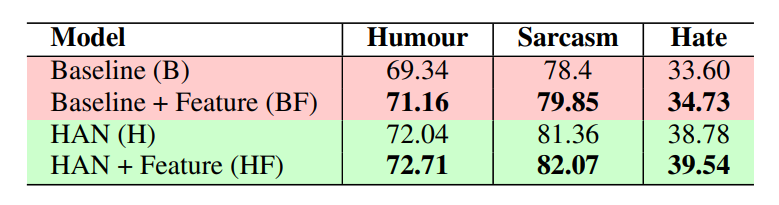 Model Humour Sarcasm Hate
Baseline (B) 69.34 78.4 33.60
Baseline + Feature (BF) 71.16 79.85 34.73
HAN (H) 72.04 81.36 38.78
HAN + Feature (HF) 72.71 82.07 39.54